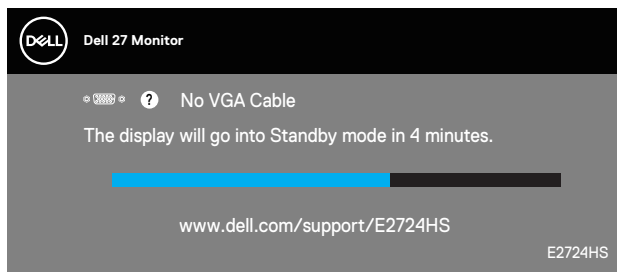 DELL
Dell 27 Monitor
? No VGA Cable
The display will go into Standby mode in 4 minutes.
www.dell.com/support/E2724HS
E2724HS